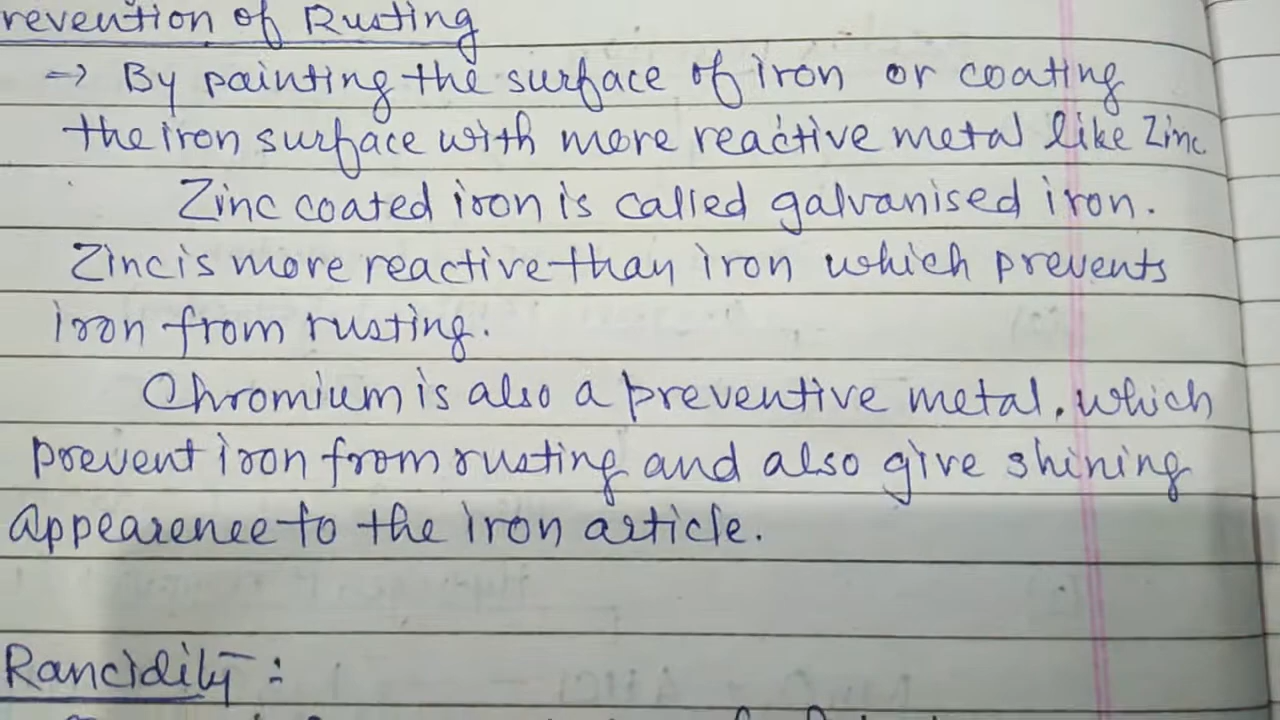 revention of Rusting
=> By painting the surface of iron or coating
the iron surface with more reactive metal like Zinc.
Zinc coated iron is called galvanised iron.
Zinc is more reactive than iron which prevents
iron from rusting.
Chromium is also a preventive metal, which
prevent iron from rusting and also give shining
appearence to the iron article.
Rancidity :